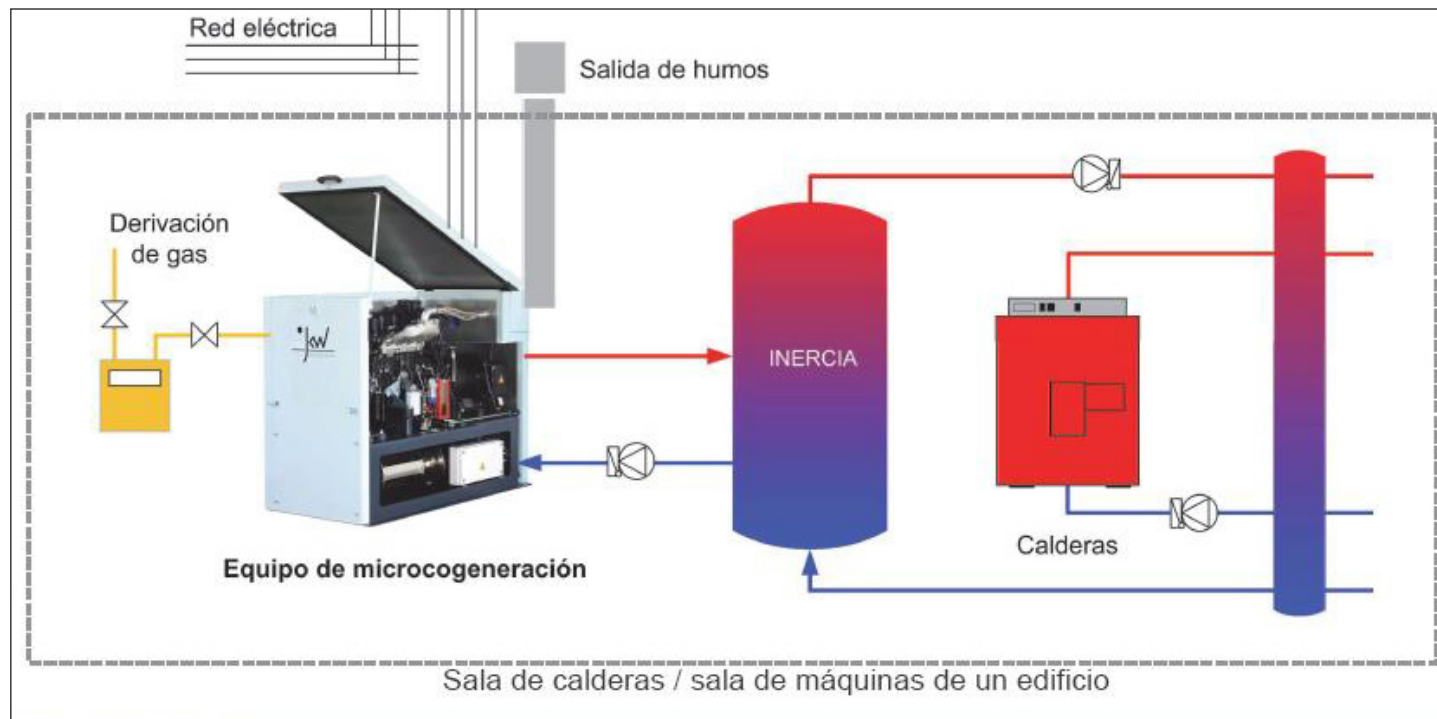 Red eléctrica
Salida de humos
Derivación
de gas
INERCIA
Calderas
Equipo de microcogeneración
Sala de calderas / sala de máquinas de un edificio